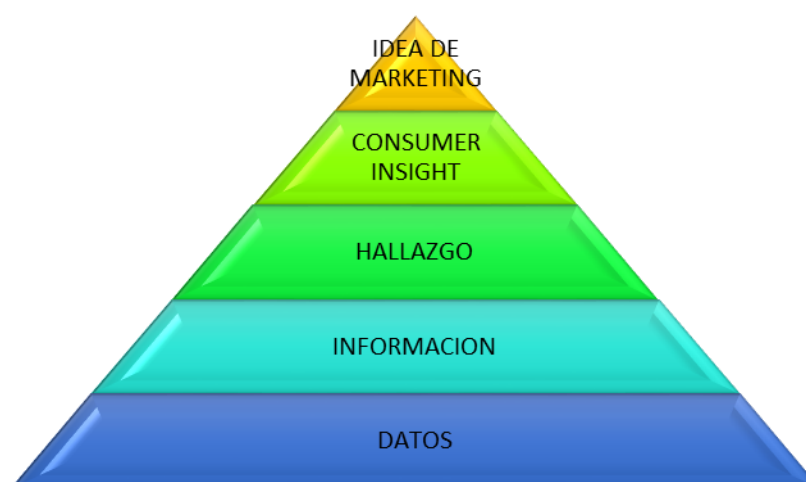 IDEA DE
MARKETING
CONSUMER
INSIGHT
HALLAZGO
INFORMACION
DATOS